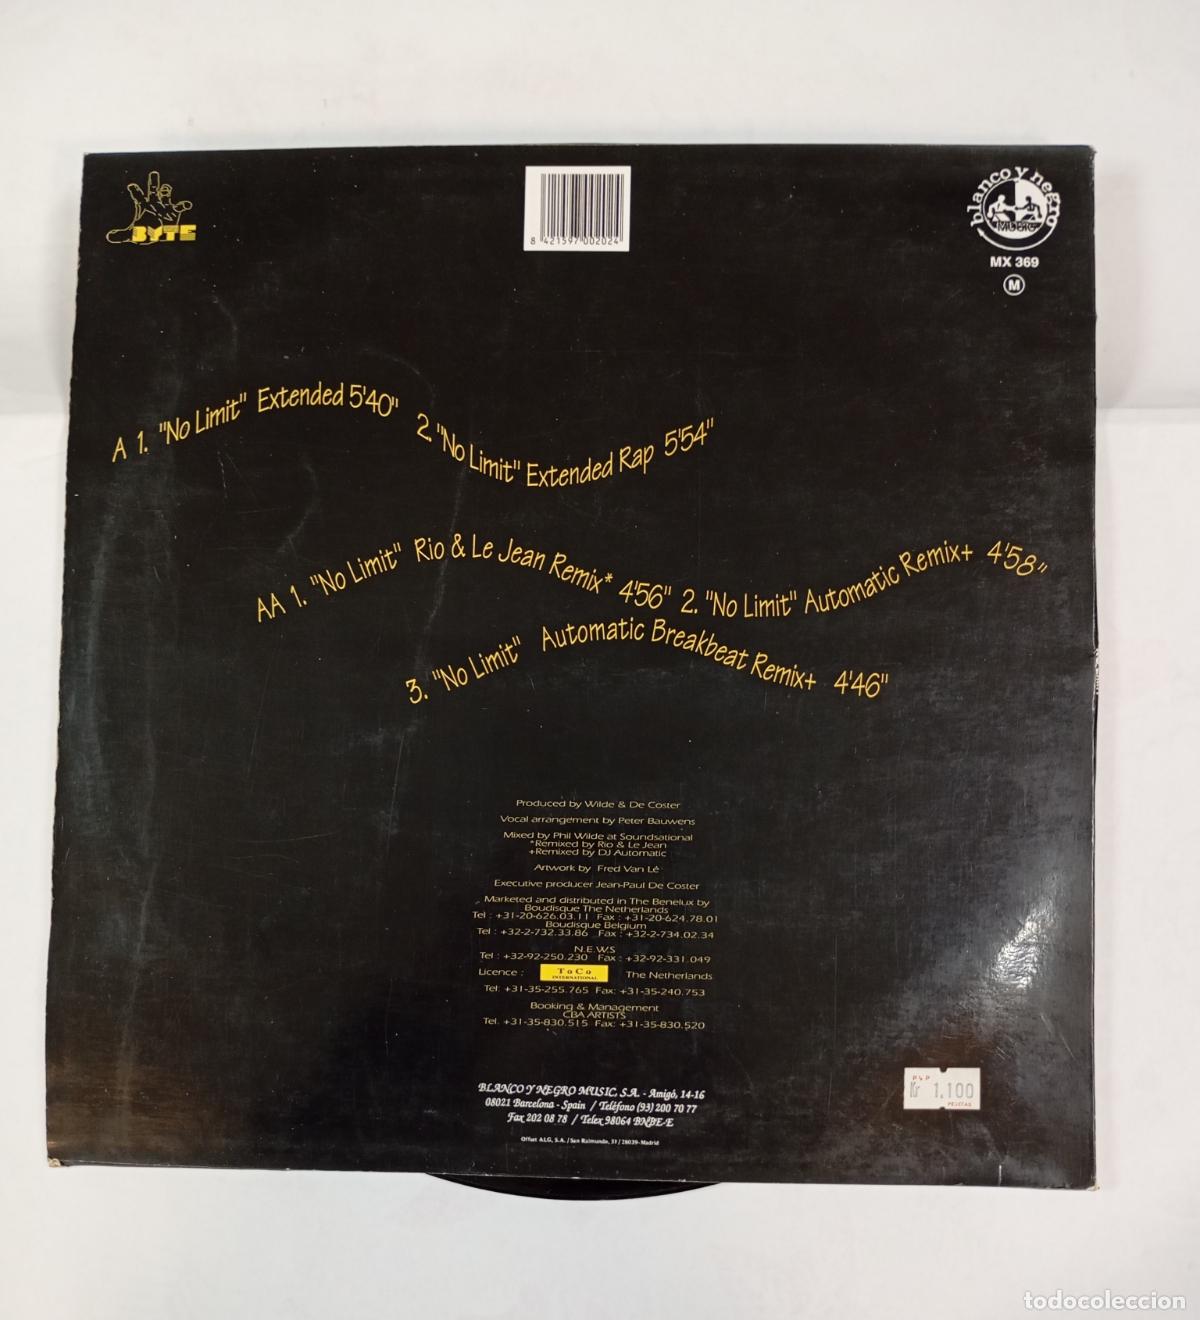 BYTE
8 421597 002024
blanco y negro
MUSIC
MX 369
M
A 1. "No Limit" Extended 5'40" 2. "No Limit" Extended Rap 5'54"
AA 1. "No Limit" Rio & Le Jean Remix* 4'56" 2. "No Limit" Automatic Remix+ 4'58"
3. "No Limit" Automatic Breakbeat Remix+ 4'46"
Produced by Wilde & De Coster
Vocal arrangement by Peter Bauwens
Mixed by Phil Wilde at Soundsational
*Remixed by Rio & Le Jean
+Remixed by DJ Automatic
Artwork by Fred Van Lé
Executive producer Jean-Paul De Coster
Marketed and distributed in The Benelux by
Boudisque The Netherlands
Tel : +31-20-626.03.11 Fax : +31-20-624.78.01
Boudisque Belgium
Tel : +32-2-732.33.86 Fax : +32-2-734.02.34
N.E.W.S
Tel : +32-92-250.230 Fax : +32-92-331.049
Licence : ToCo INTERNATIONAL The Netherlands
Tel: +31-35-255.765 Fax: +31-35-240.753
Booking & Management
CBA ARTISTS
Tel. +31-35-830.515 Fax: +31-35-830.520
BLANCO Y NEGRO MUSIC, S.A. - Amigó, 14-16
08021 Barcelona - Spain / Teléfono (93) 200 70 77
Fax 202 08 78 / Telex 98064 BNBE-E
Offset A.L.G, S.A. / San Raimundo, 31 / 28039-Madrid
1.100
PESETAS
todocoleccion